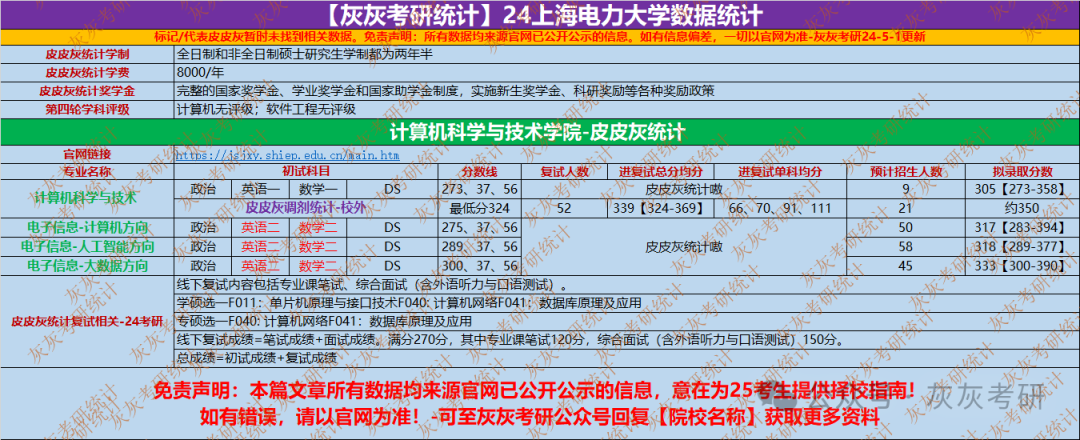 【灰灰考研统计】24上海电力大学数据统计
标记/代表皮皮灰暂时未找到相关数据。免责声明：所有数据均来源官网已公开公示的信息。如有信息偏差，一切以官网为准-灰灰考研24-5-1更新
皮皮灰统计学制 全日制和非全日制硕士研究生学制都为两年半
皮皮灰统计学费 8000/年
皮皮灰统计奖学金 完整的国家奖学金、学业奖学金和国家助学金制度，实施新生奖学金、科研奖励等各种奖励政策
第四轮学科评级 计算机无评级；软件工程无评级
计算机科学与技术学院-皮皮灰统计
官网链接 https://jsjxy.shiep.edu.cn/main.htm
专业名称 初试科目 分数线 复试人数 进复试总分均分 进复试单科均分 预计招生人数 拟录取分数
计算机科学与技术 政治 英语一 数学一 DS 273、37、56 皮皮灰统计嗷 9 305【273-358】
皮皮灰调剂统计-校外 最低分324 52 339【324-369】 66、70、91、111 21 约350
电子信息-计算机方向 政治 英语二 数学二 DS 275、37、56 50 317【283-394】
电子信息-人工智能方向 政治 英语二 数学二 DS 289、37、56 皮皮灰统计嗷 58 318【289-377】
电子信息-大数据方向 政治 英语二 数学二 DS 300、37、56 45 333【300-390】
皮皮灰统计复试相关-24考研
线下复试内容包括专业课笔试、综合面试（含外语听力与口语测试）。
学硕选一F011：单片机原理与接口技术F040: 计算机网络F041：数据库原理及应用
专硕选一F040: 计算机网络F041：数据库原理及应用
线下复试成绩=笔试成绩+面试成绩。满分270分，其中专业课笔试120分，综合面试（含外语听力与口语测试）150分。
总成绩=初试成绩+复试成绩
免责声明：本篇文章所有数据均来源官网已公开公示的信息，意在为25考生提供择校指南！
如有错误，请以官网为准！-可至灰灰考研公众号回复【院校名称】获取更多资料
公众号 · 灰灰考研
灰灰考研统计